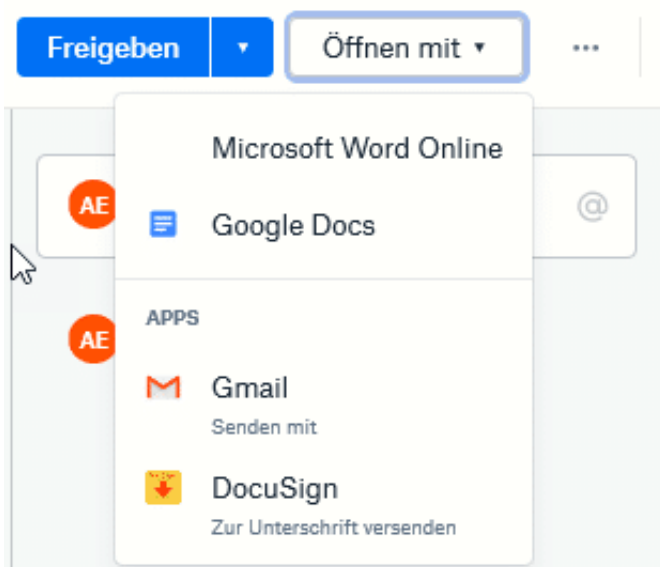 Freigeben
Öffnen mit
Microsoft Word Online
AE
@
Google Docs
APPS
AE
Gmail
Senden mit
DocuSign
Zur Unterschrift versenden